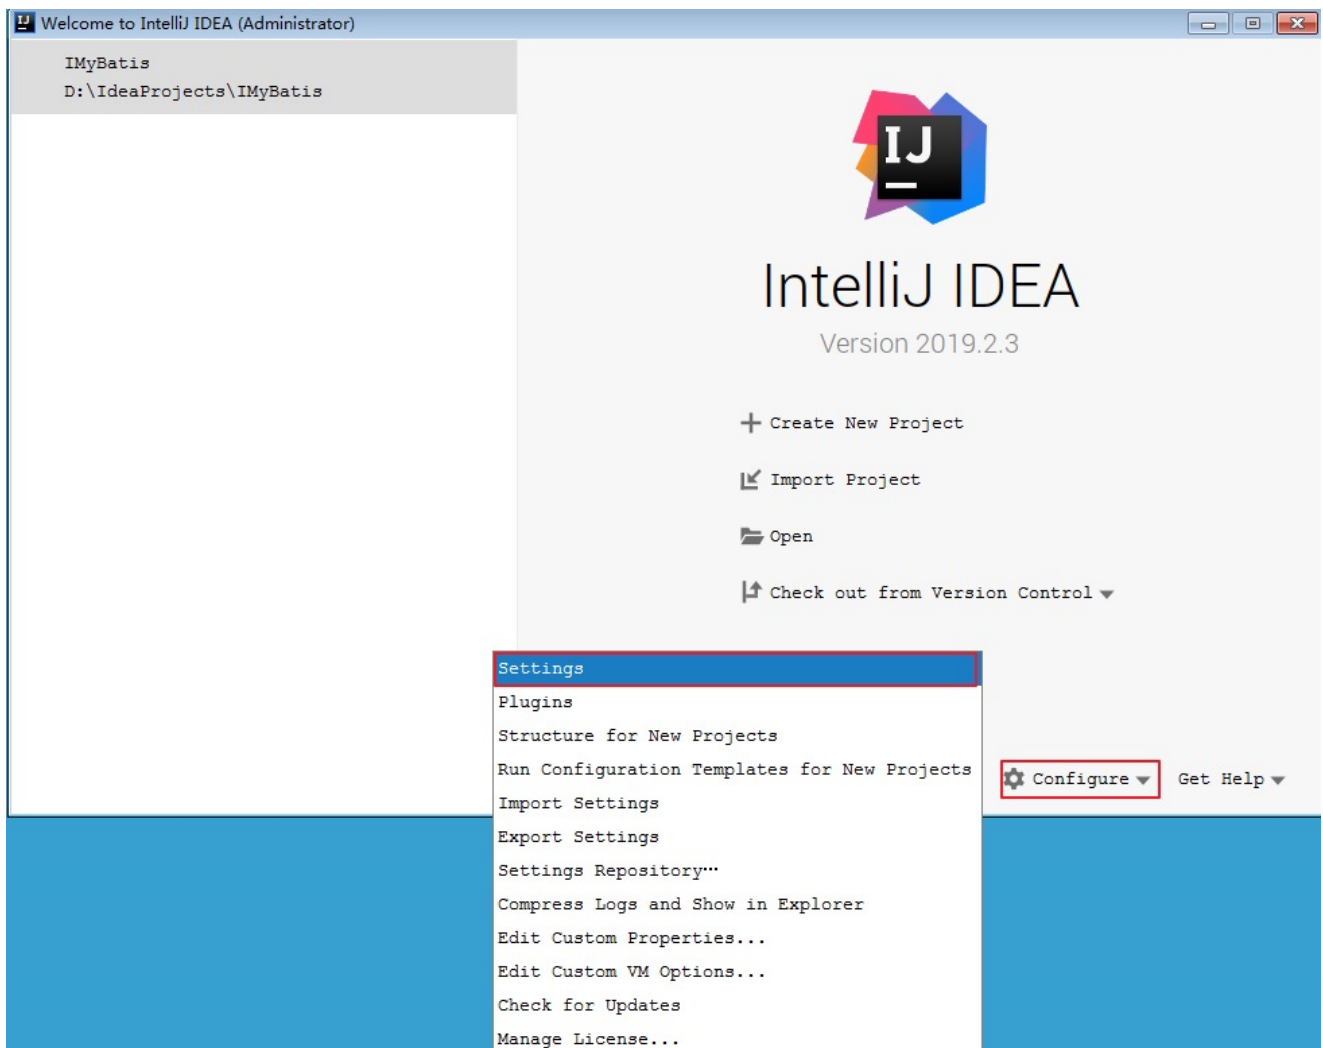 Welcome to IntelliJ IDEA (Administrator)
IMyBatis
D:\IdeaProjects\IMyBatis
IJ
IntelliJ IDEA
Version 2019.2.3
Create New Project
Import Project
Open
Check out from Version Control
Settings
Plugins
Structure for New Projects
Run Configuration Templates for New Projects
Import Settings
Export Settings
Settings Repository…
Compress Logs and Show in Explorer
Edit Custom Properties...
Edit Custom VM Options...
Check for Updates
Manage License...
Configure
Get Help